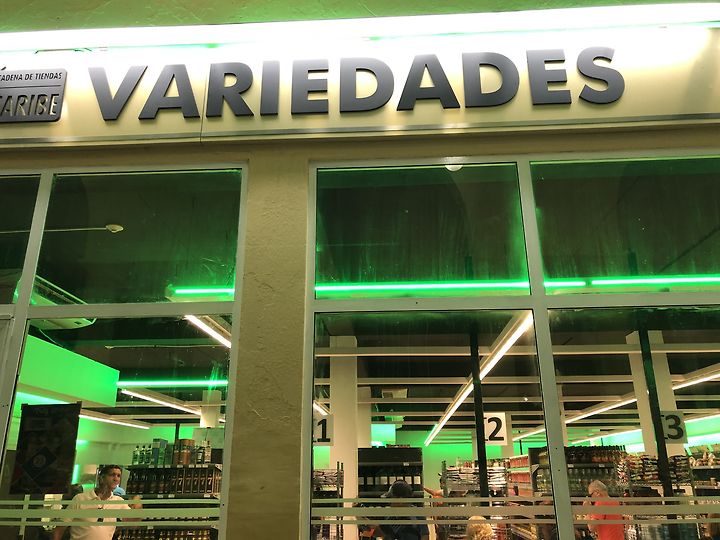 CADENA DE TIENDAS
CARIBE
VARIEDADES
1
2
3